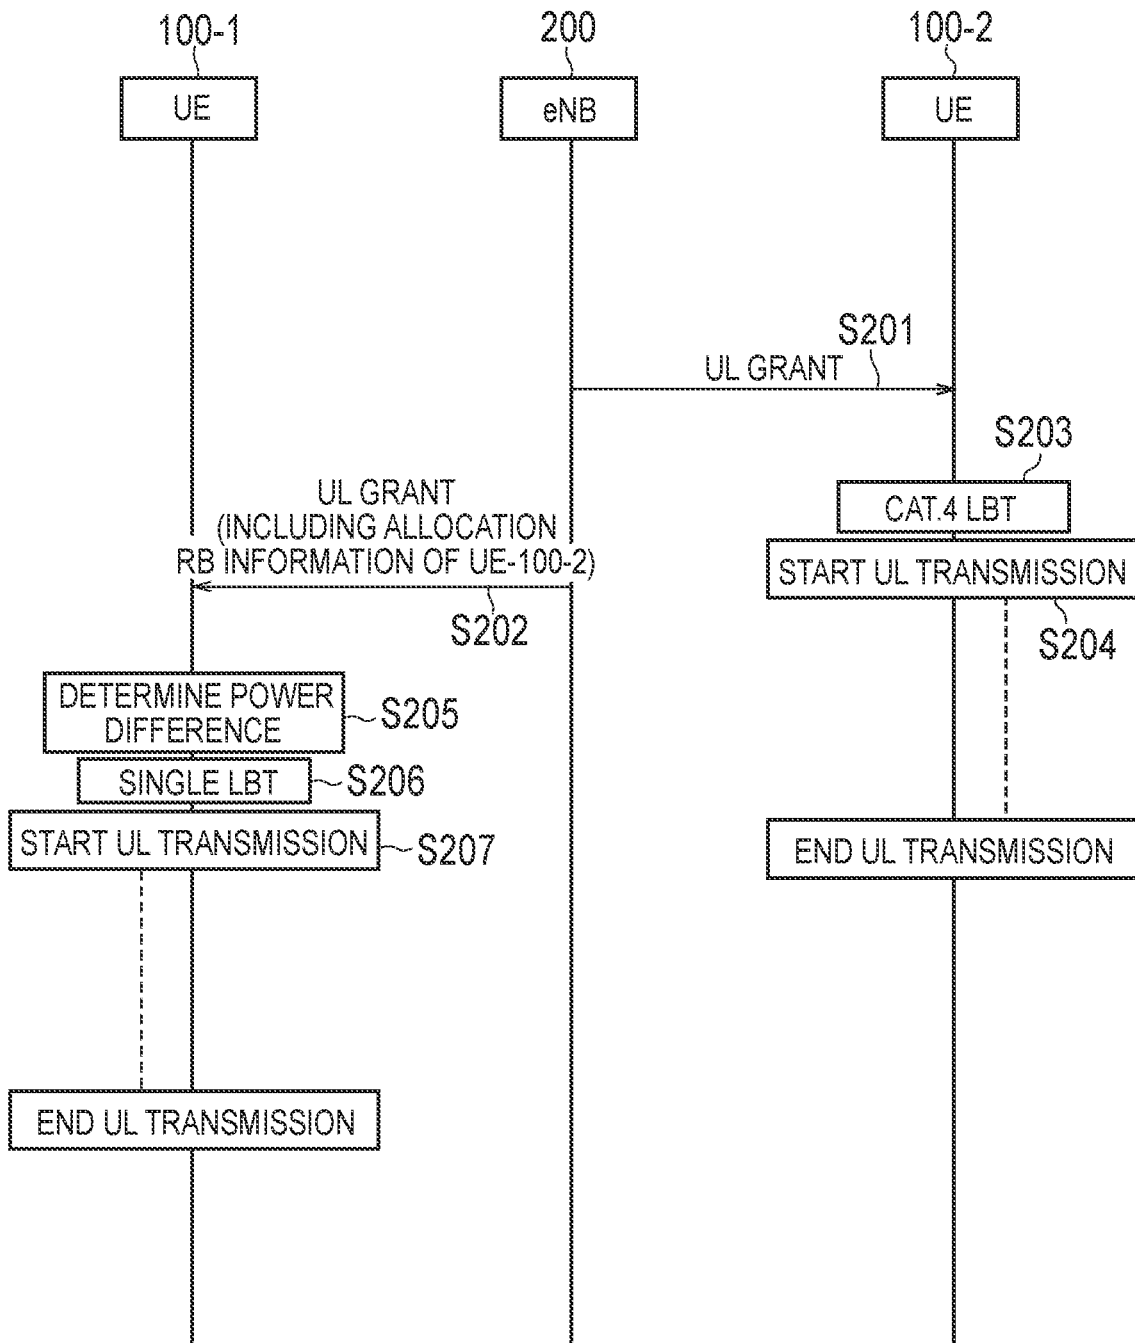 100-1
200
100-2
UE
eNB
UE
S201
UL GRANT
S203
CAT.4 LBT
UL GRANT
(INCLUDING ALLOCATION
RB INFORMATION OF UE-100-2)
START UL TRANSMISSION
S202
S204
DETERMINE POWER
DIFFERENCE
S205
SINGLE LBT
S206
START UL TRANSMISSION
S207
END UL TRANSMISSION
END UL TRANSMISSION